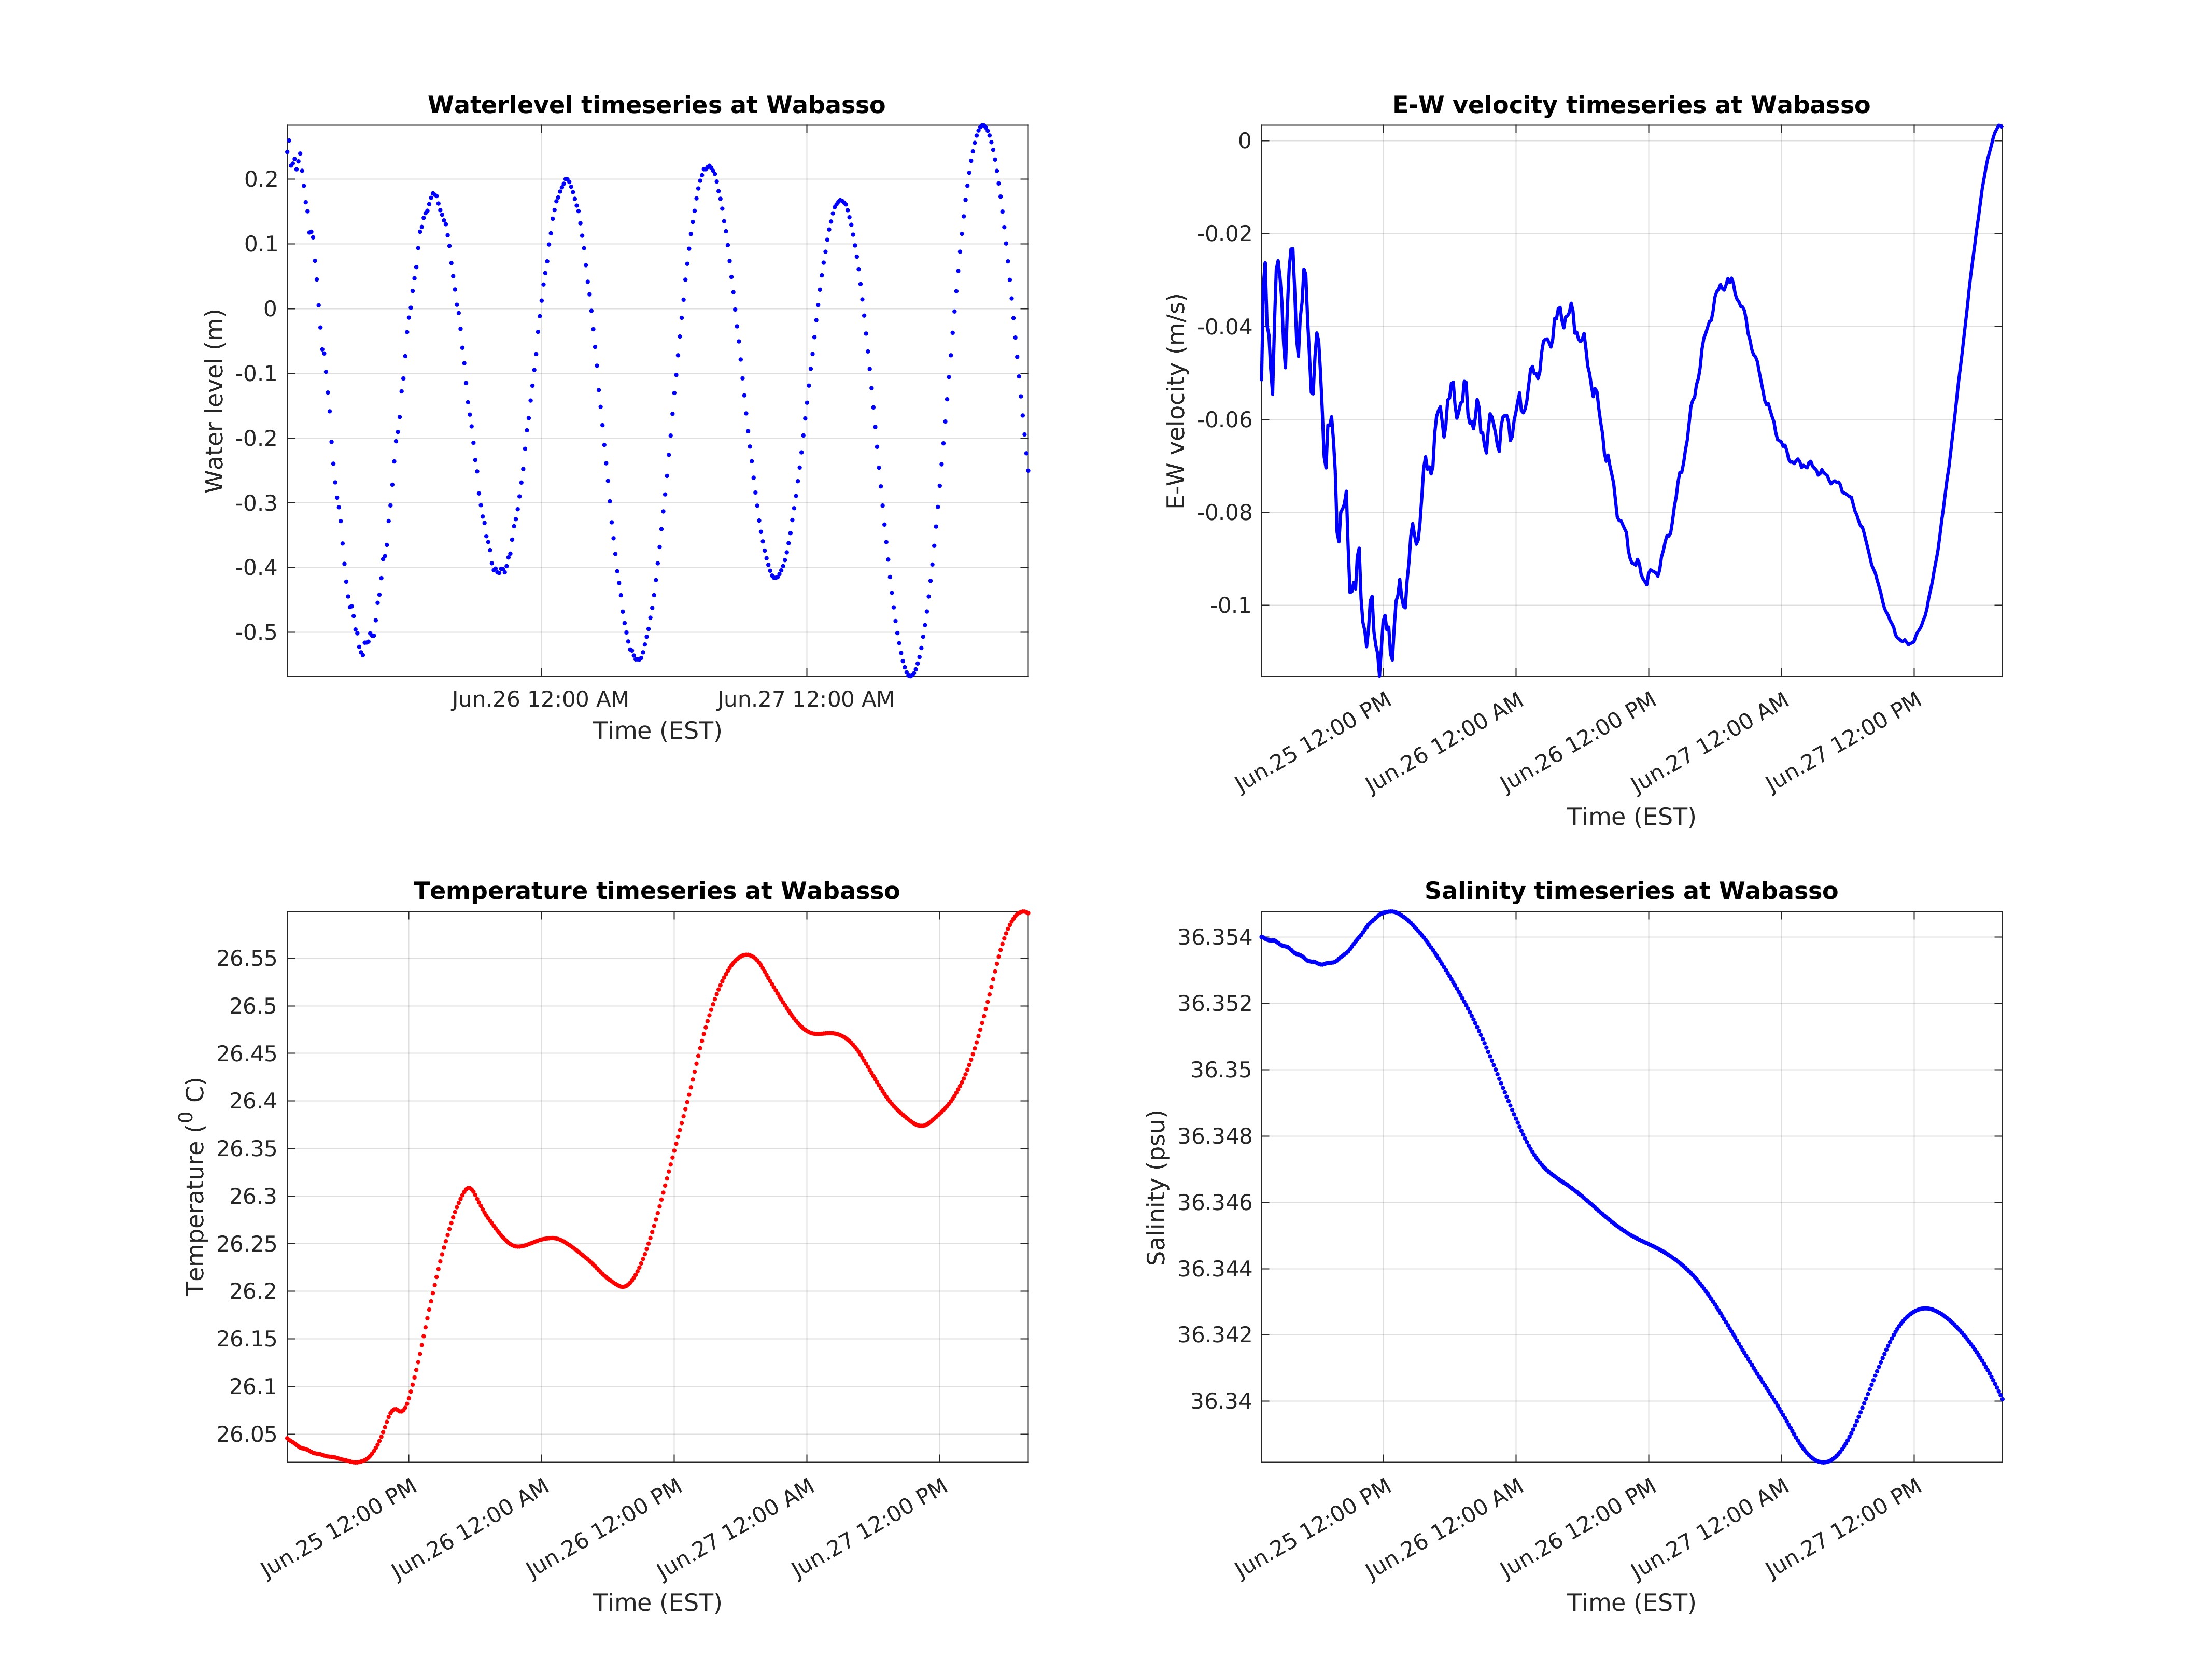 Waterlevel timeseries at Wabasso
0.2
0.1
0
-0.1
-0.2
-0.3
-0.4
-0.5
Water level (m)
Jun.26 12:00 AM
Jun.27 12:00 AM
Time (EST)
E-W velocity timeseries at Wabasso
0
-0.02
-0.04
-0.06
-0.08
-0.1
E-W velocity (m/s)
Jun.25 12:00 PM
Jun.26 12:00 AM
Jun.26 12:00 PM
Jun.27 12:00 AM
Jun.27 12:00 PM
Time (EST)
Temperature timeseries at Wabasso
26.55
26.5
26.45
26.4
26.35
26.3
26.25
26.2
26.15
26.1
26.05
Temperature (⁰ C)
Jun.25 12:00 PM
Jun.26 12:00 AM
Jun.26 12:00 PM
Jun.27 12:00 AM
Jun.27 12:00 PM
Time (EST)
Salinity timeseries at Wabasso
36.354
36.352
36.35
36.348
36.346
36.344
36.342
36.34
Salinity (psu)
Jun.25 12:00 PM
Jun.26 12:00 AM
Jun.26 12:00 PM
Jun.27 12:00 AM
Jun.27 12:00 PM
Time (EST)